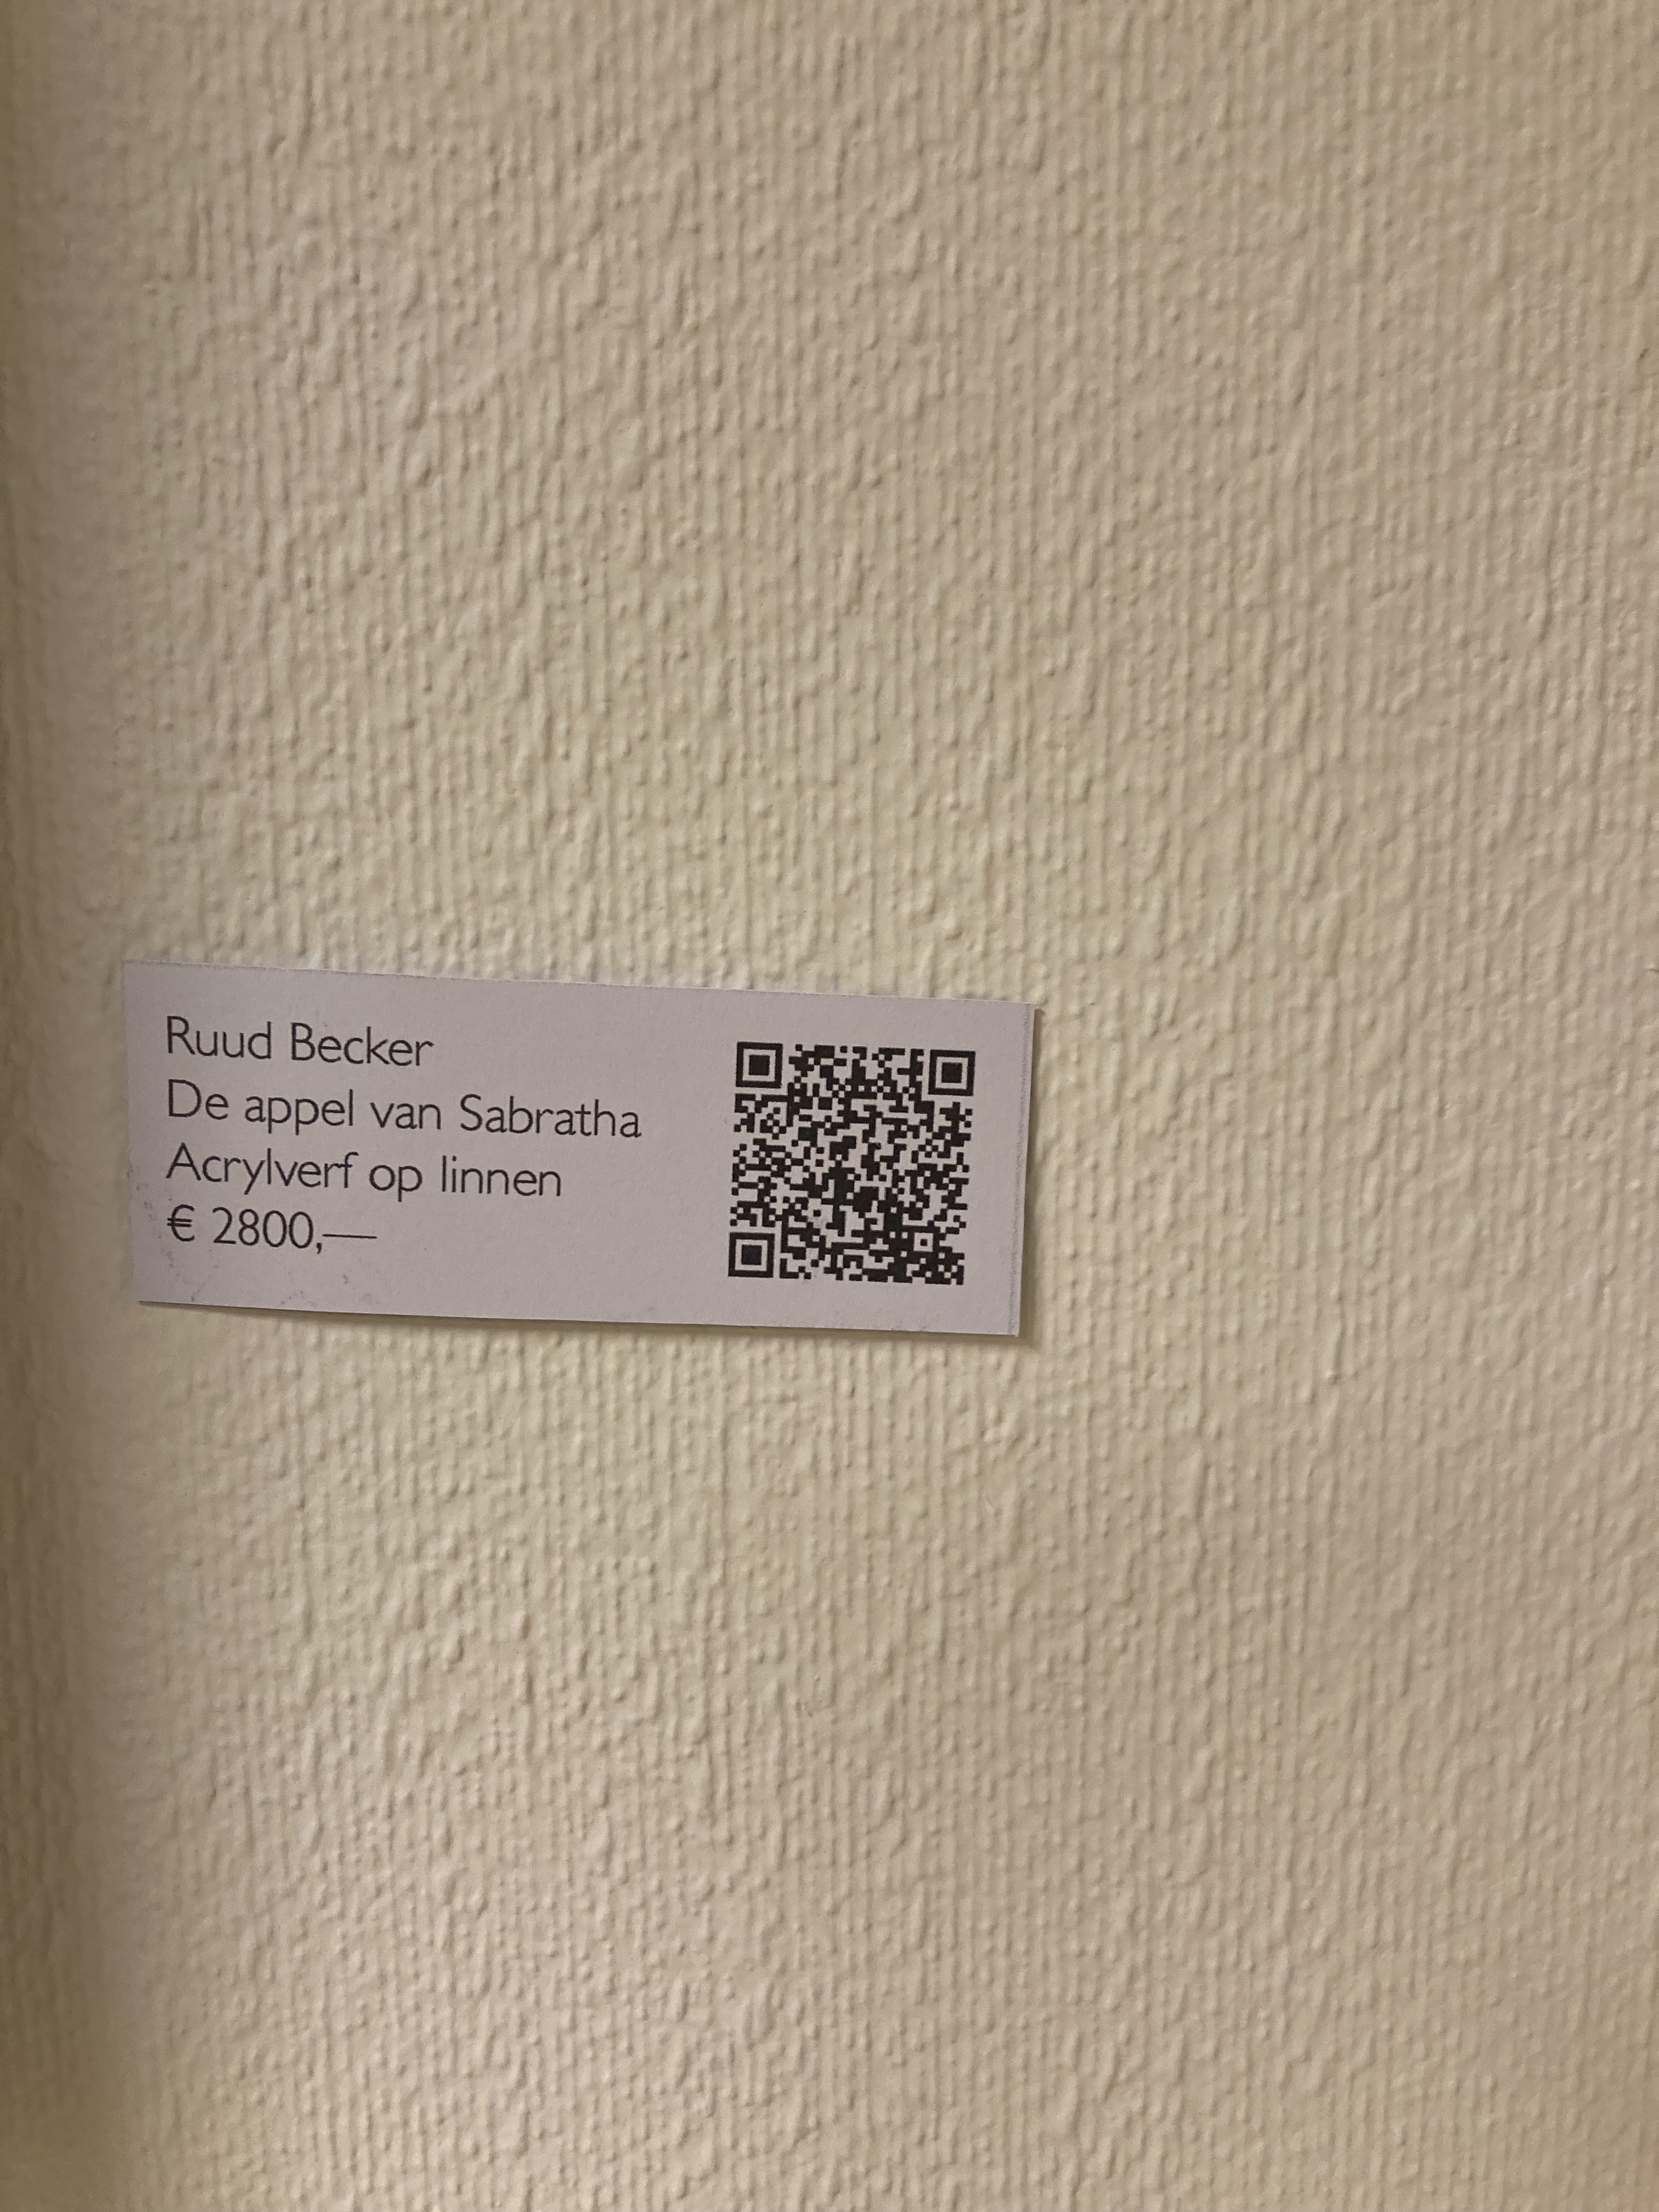 Ruud Becker
De appel van Sabratha
Acrylverf op linnen
€ 2800,—